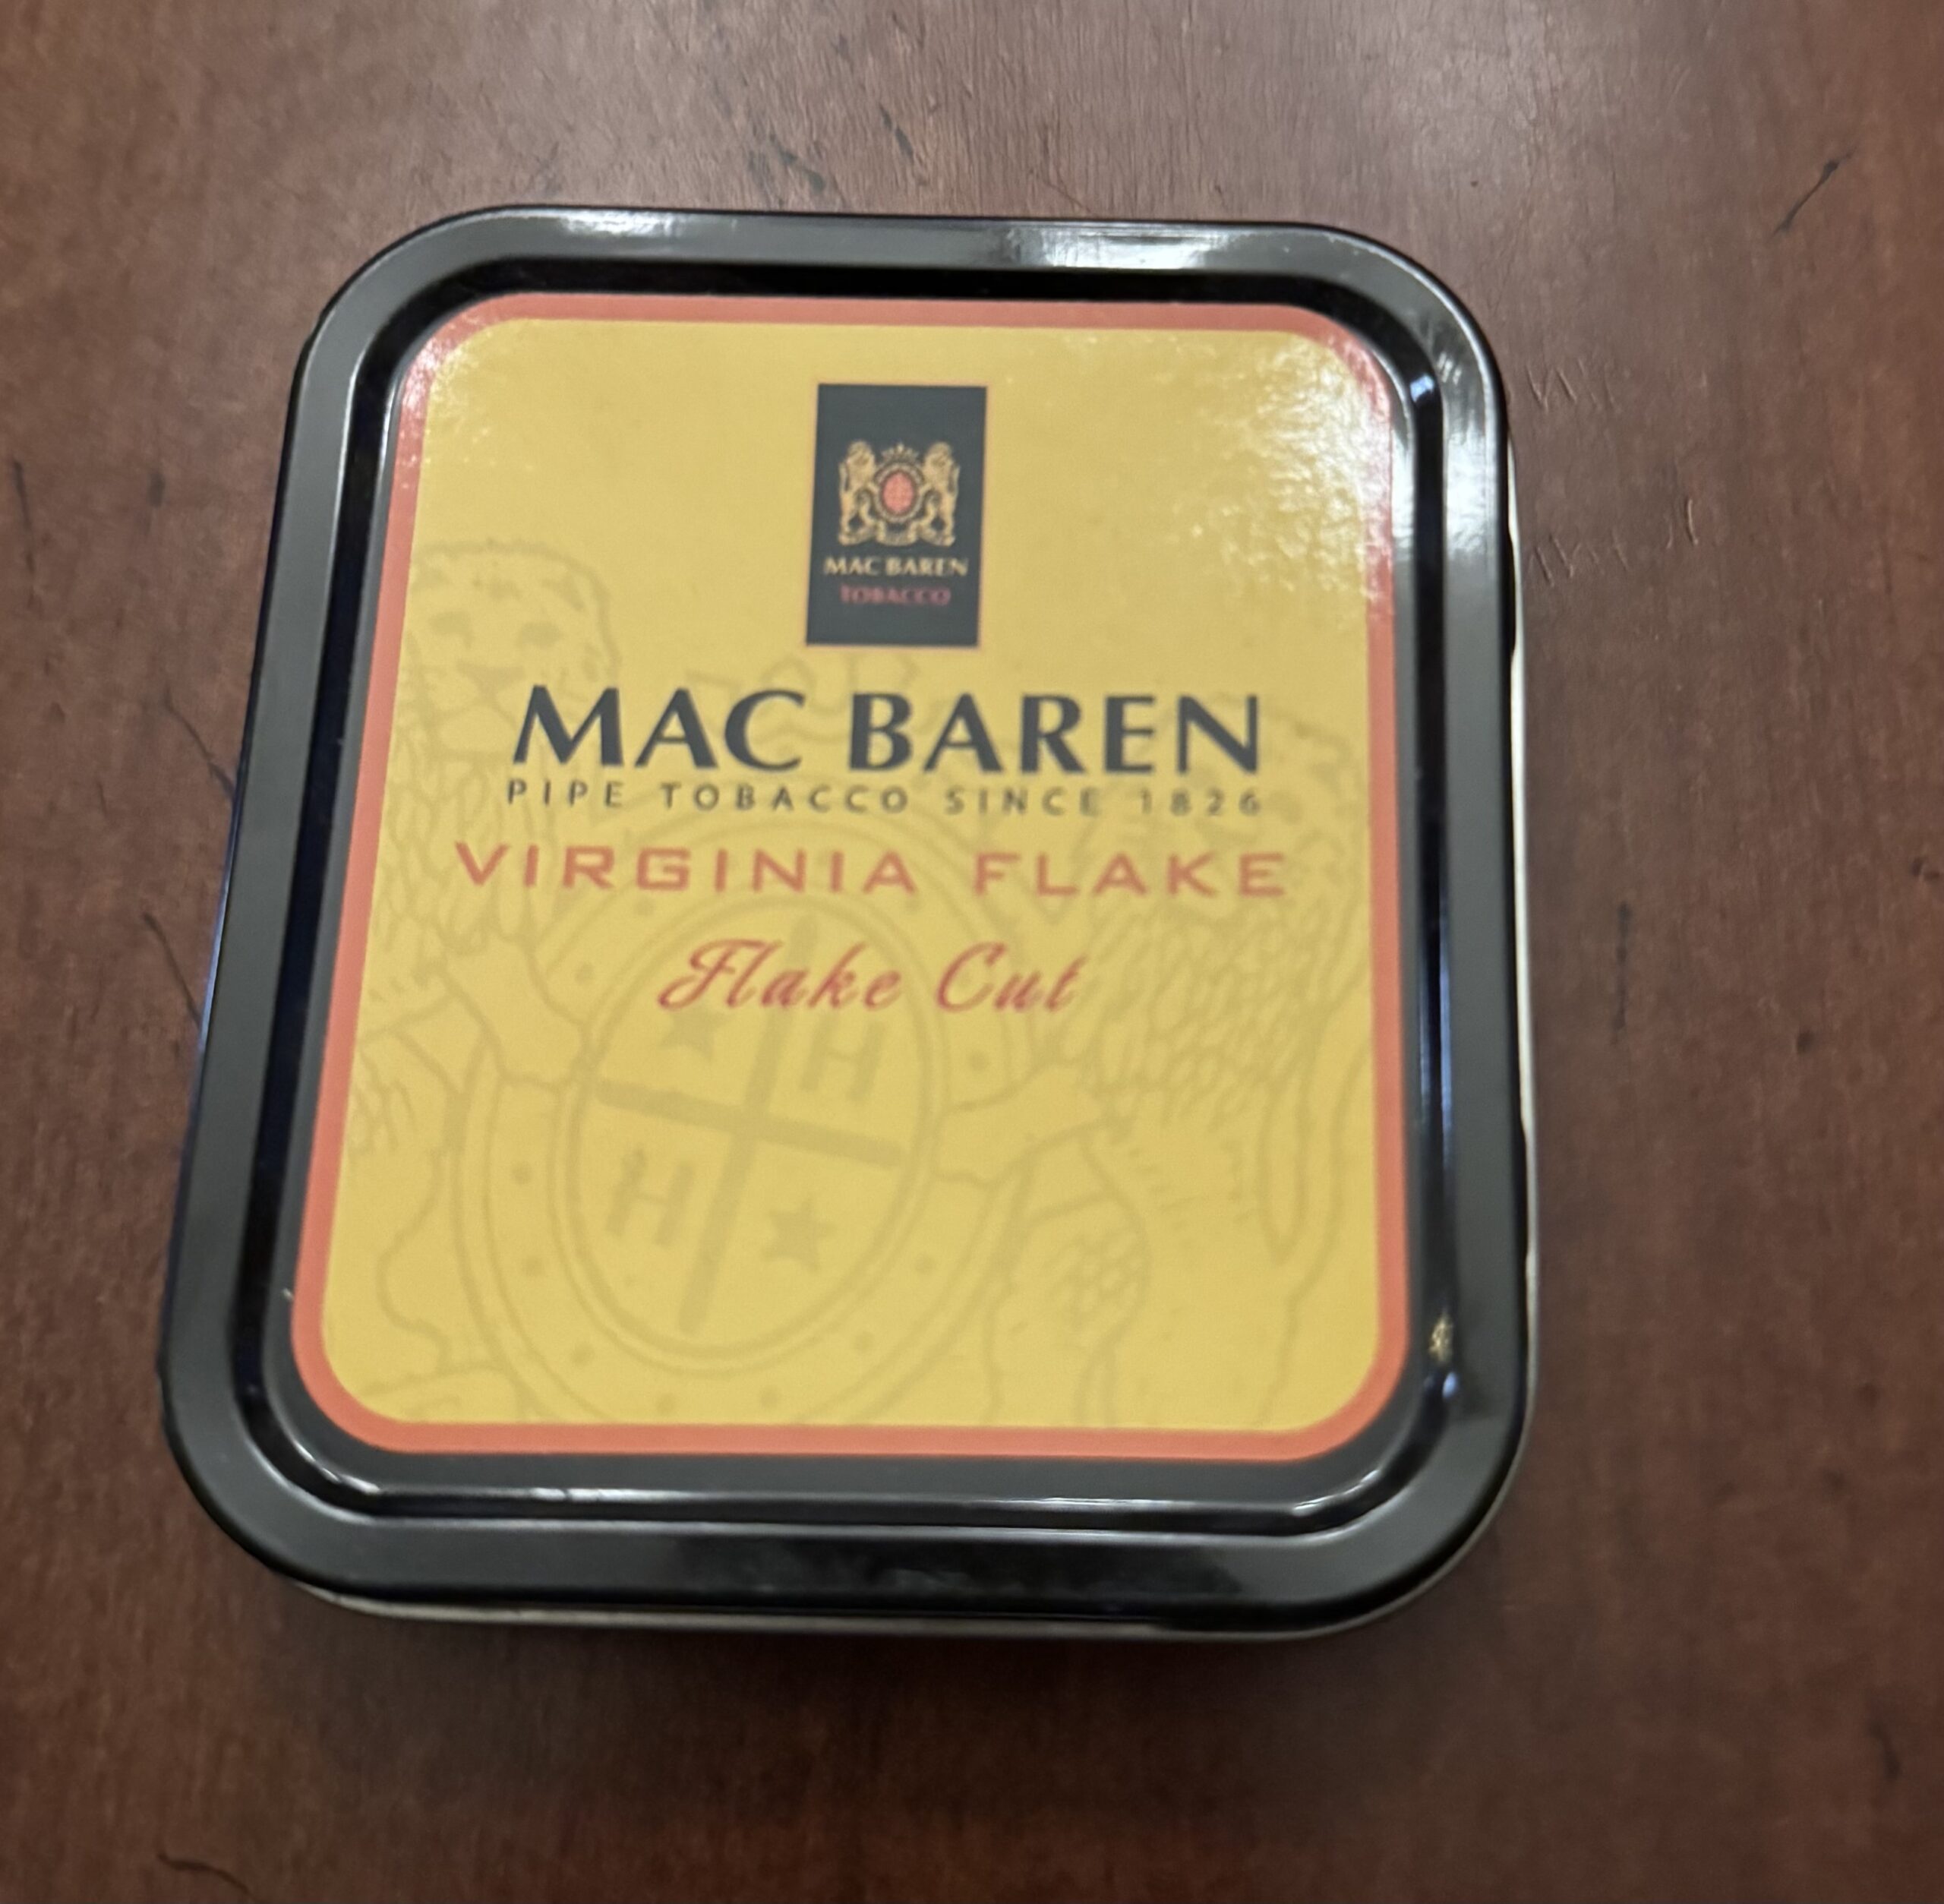 MAC BAREN
TOBACCO
MAC BAREN
PIPE TOBACCO SINCE 1826
VIRGINIA FLAKE
Flake Cut
H
H